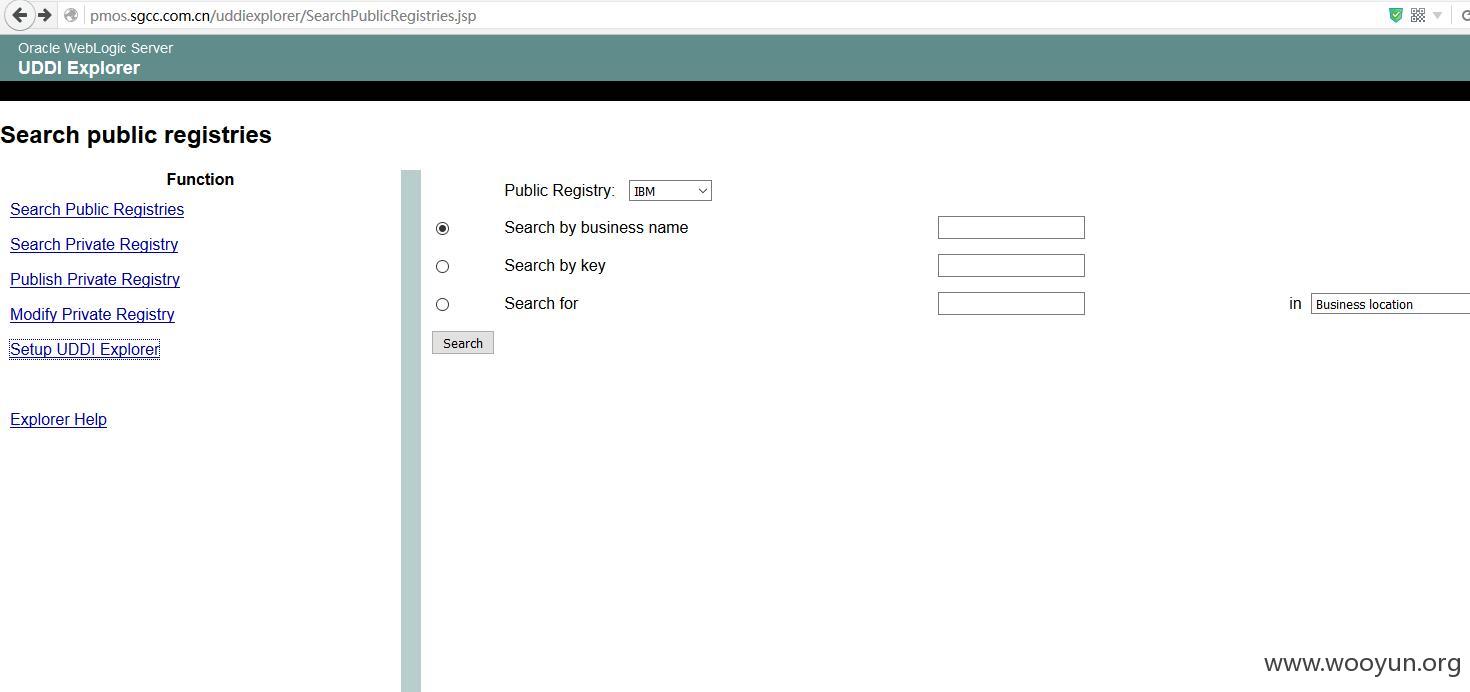 pmos.sgcc.com.cn/uddiexplorer/SearchPublicRegistries.jsp
Oracle WebLogic Server
UDDI Explorer
Search public registries
Function
Search Public Registries
Search Private Registry
Publish Private Registry
Modify Private Registry
Setup UDDI Explorer
Explorer Help
Public Registry: IBM
Search by business name
Search by key
Search for in Business location
Search
www.wooyun.org